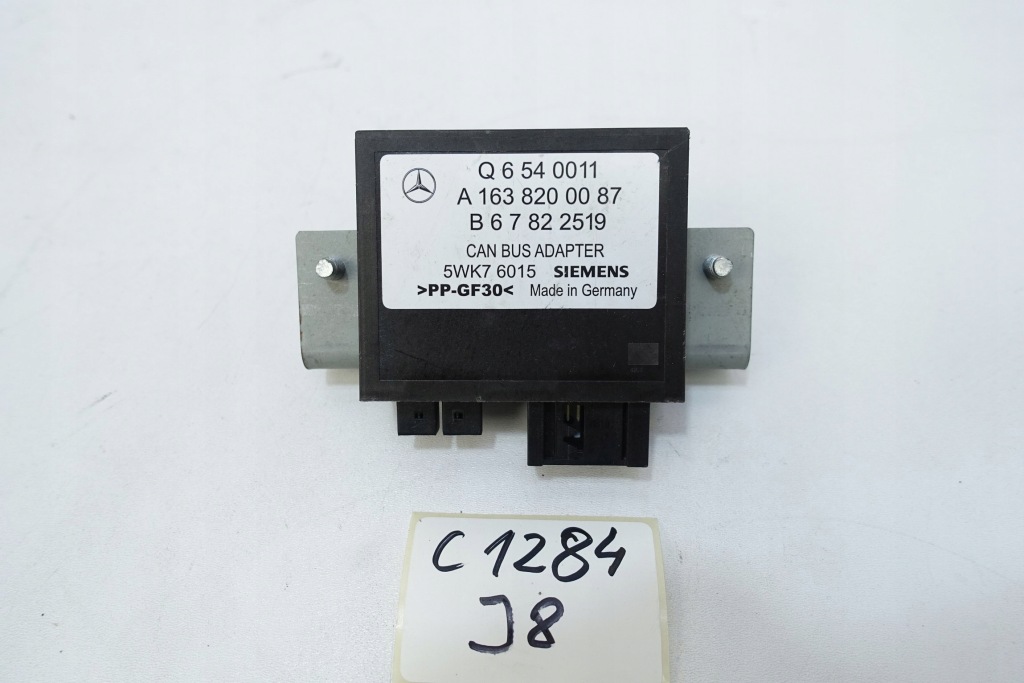 Q 6 54 0011
A 163 820 00 87
B 6 7 82 2519
CAN BUS ADAPTER
5WK7 6015 SIEMENS
>PP-GF30< Made in Germany
C1284
J8